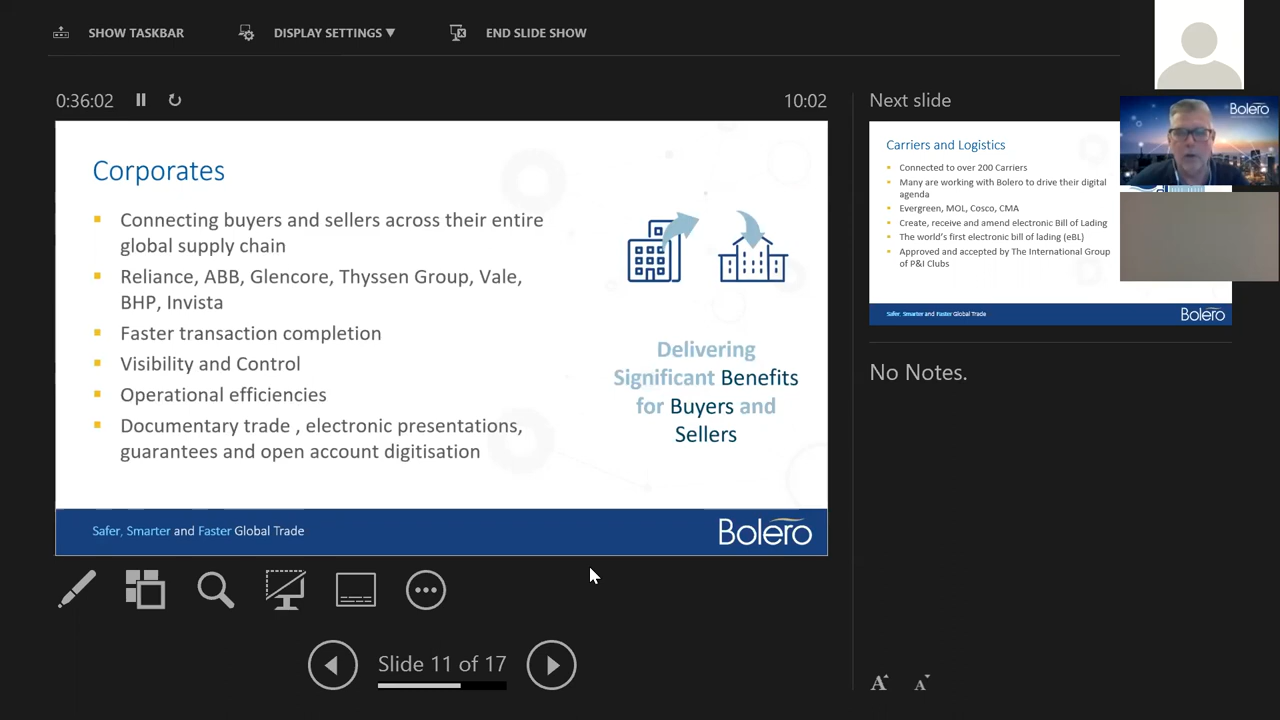 SHOW TASKBAR
DISPLAY SETTINGS ▼
END SLIDE SHOW
0:36:02
10:02
Corporates
Connecting buyers and sellers across their entire
global supply chain
Reliance, ABB, Glencore, Thyssen Group, Vale,
BHP, Invista
Faster transaction completion
Visibility and Control
Operational efficiencies
Documentary trade , electronic presentations,
guarantees and open account digitisation
Delivering
Significant Benefits
for Buyers and
Sellers
Safer, Smarter and Faster Global Trade
Bolero
Slide 11 of 17
Next slide
Carriers and Logistics
Connected to over 200 Carriers
Many are working with Bolero to drive their digital
agenda
Evergreen, MOL, Cosco, CMA
Create, receive and amend electronic Bill of Lading
The world's first electronic bill of lading (eBL)
Approved and accepted by The International Group
of P&I Clubs
Safer, Smarter and Faster Global Trade
Bolero
Bolero
No Notes.
A
A